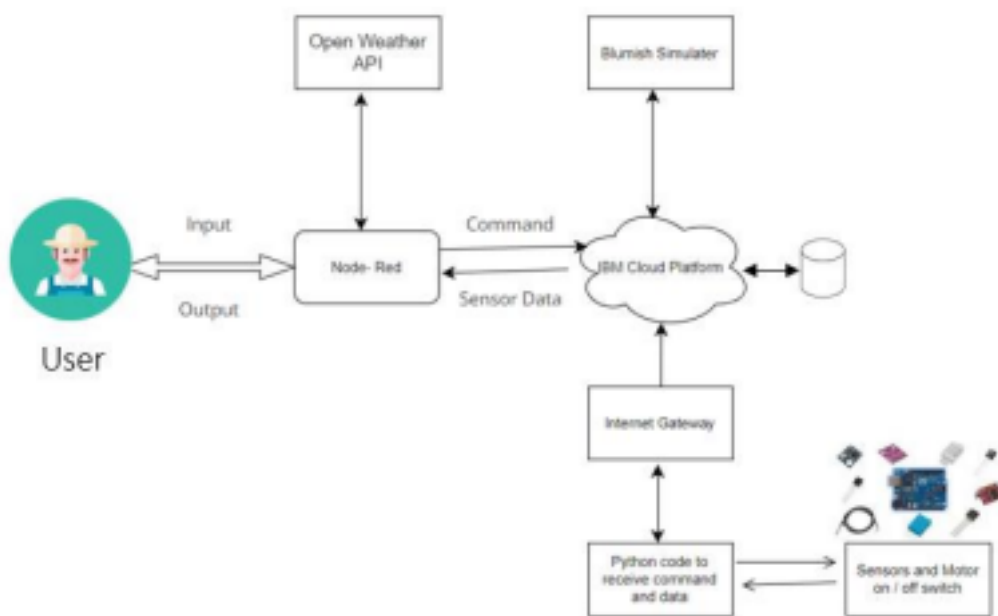 Open Weather
API
Blumish Simulater
Input
Command
Node- Red
IBM Cloud Platform
Output
Sensor Data
User
Internet Gateway
Python code to
receive command
and data
Sensors and Motor
on / off switch